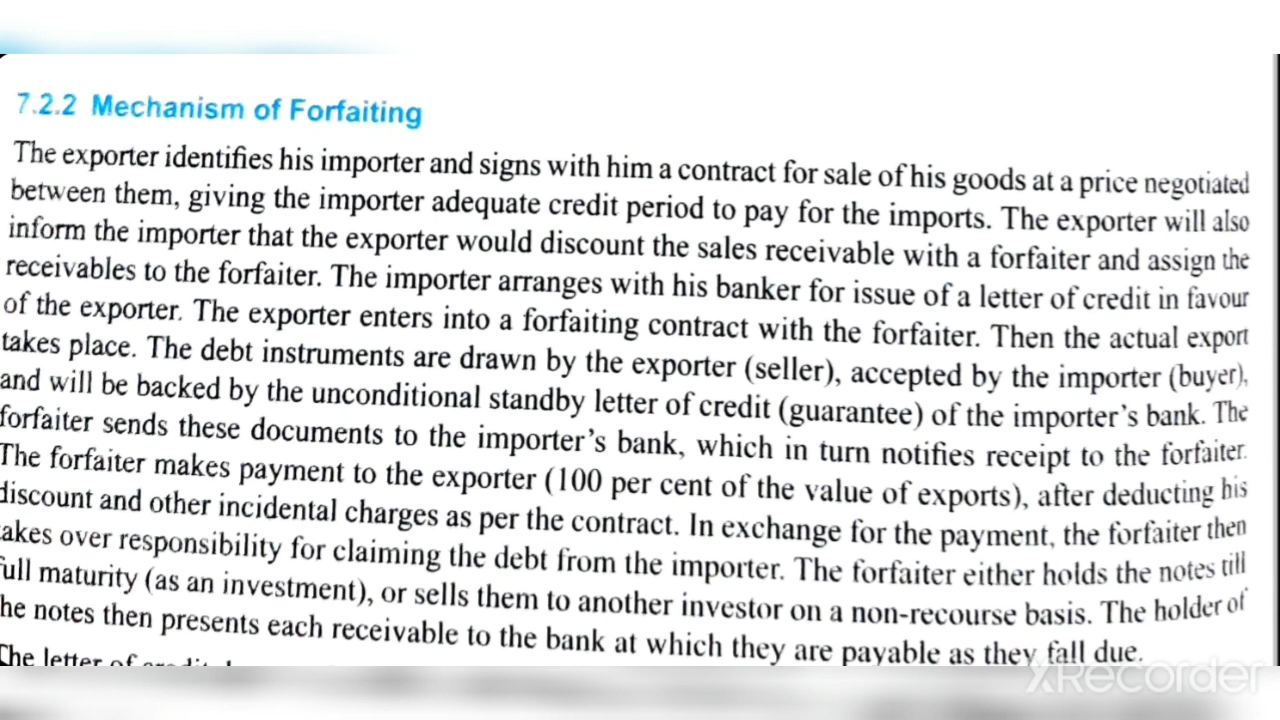 7.2.2 Mechanism of Forfaiting
The exporter identifies his importer and signs with him a contract for sale of his goods at a price negotiated
between them, giving the importer adequate credit period to pay for the imports. The exporter will also
inform the importer that the exporter would discount the sales receivable with a forfaiter and assign the
receivables to the forfaiter. The importer arranges with his banker for issue of a letter of credit in favour
of the exporter. The exporter enters into a forfaiting contract with the forfaiter. Then the actual export
takes place. The debt instruments are drawn by the exporter (seller), accepted by the importer (buyer),
and will be backed by the unconditional standby letter of credit (guarantee) of the importer's bank. The
forfaiter sends these documents to the importer's bank, which in turn notifies receipt to the forfaiter.
The forfaiter makes payment to the exporter (100 per cent of the value of exports), after deducting his
discount and other incidental charges as per the contract. In exchange for the payment, the forfaiter then
akes over responsibility for claiming the debt from the importer. The forfaiter either holds the notes till
full maturity (as an investment), or sells them to another investor on a non-recourse basis. The holder of
he notes then presents each receivable to the bank at which they are payable as they fall due.
The letter of
XRecorder